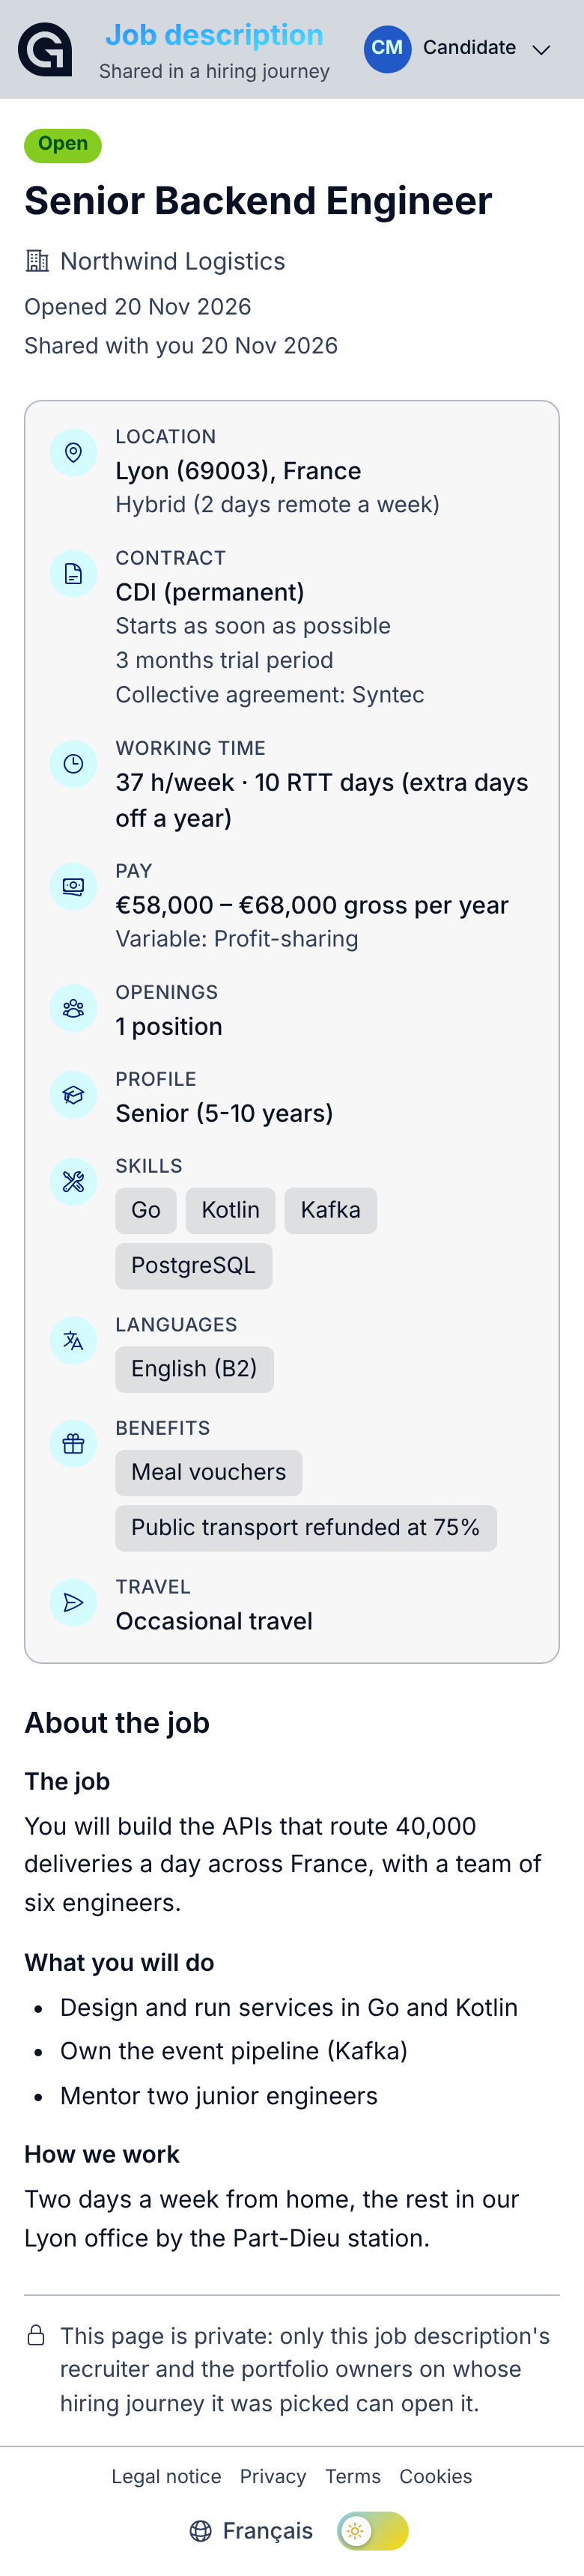 Job description
Shared in a hiring journey
CM
Candidate
Open
Senior Backend Engineer
Northwind Logistics
Opened 20 Nov 2026
Shared with you 20 Nov 2026
LOCATION
Lyon (69003), France
Hybrid (2 days remote a week)
CONTRACT
CDI (permanent)
Starts as soon as possible
3 months trial period
Collective agreement: Syntec
WORKING TIME
37 h/week · 10 RTT days (extra days
off a year)
PAY
€58,000 – €68,000 gross per year
Variable: Profit-sharing
OPENINGS
1 position
PROFILE
Senior (5-10 years)
SKILLS
Go Kotlin Kafka
PostgreSQL
LANGUAGES
English (B2)
BENEFITS
Meal vouchers
Public transport refunded at 75%
TRAVEL
Occasional travel
About the job
The job
You will build the APIs that route 40,000
deliveries a day across France, with a team of
six engineers.
What you will do
• Design and run services in Go and Kotlin
• Own the event pipeline (Kafka)
• Mentor two junior engineers
How we work
Two days a week from home, the rest in our
Lyon office by the Part-Dieu station.
This page is private: only this job description's
recruiter and the portfolio owners on whose
hiring journey it was picked can open it.
Legal notice Privacy Terms Cookies
Français